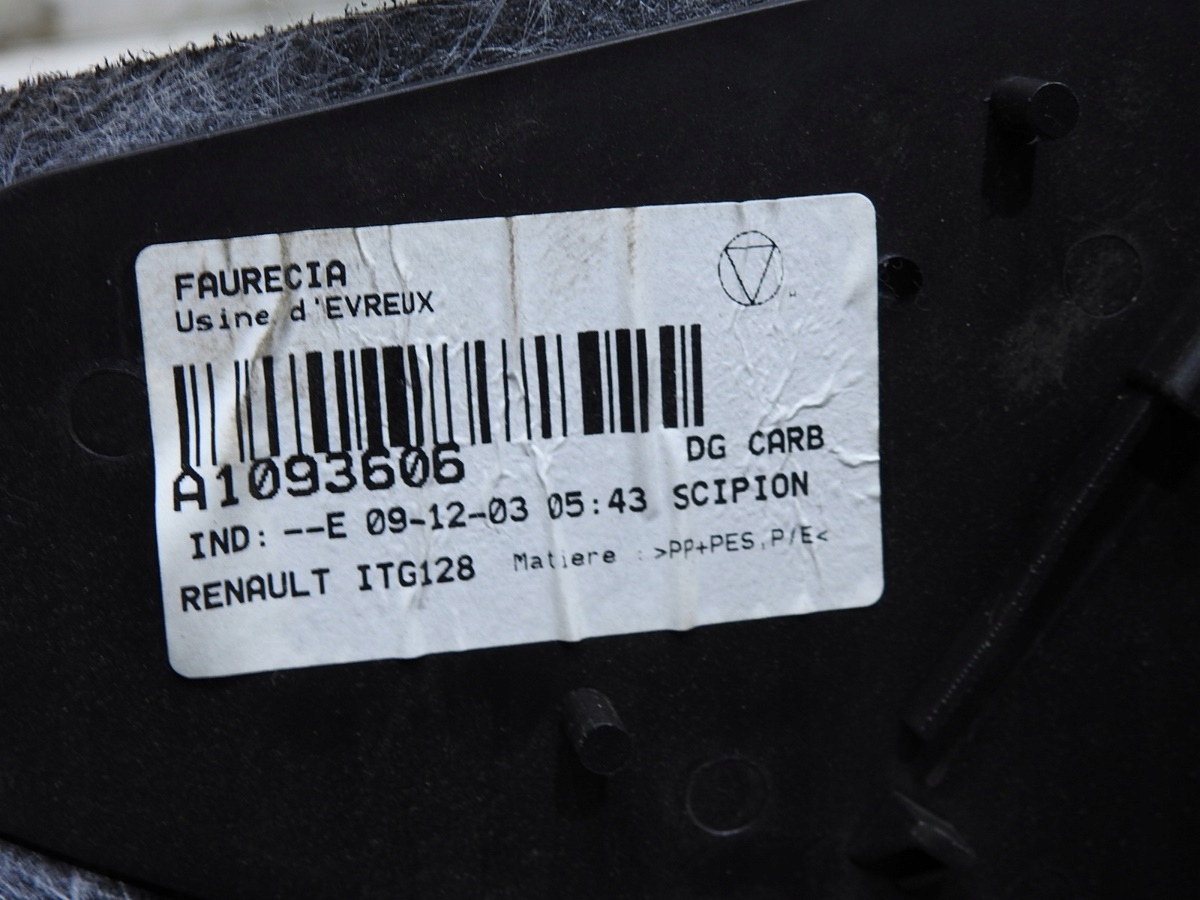 FAURECIA
Usine d'EVREUX
A1093606
DG CARB
IND: --E 09-12-03 05:43 SCIPION
RENAULT ITG128 Matiere : >PP+PES,P/E<